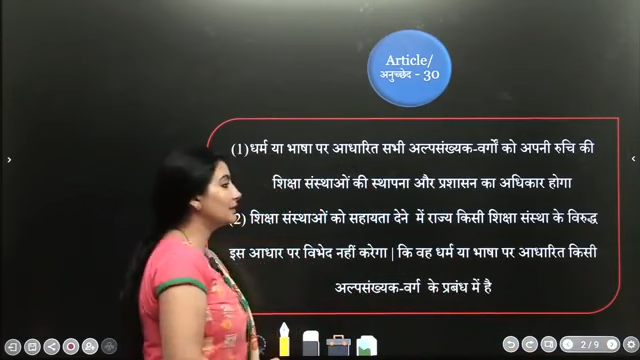 Article/
अनुच्छेद - 30
(1)धर्म या भाषा पर आधारित सभी अल्पसंख्यक-वर्गों को अपनी रुचि की
शिक्षा संस्थाओं की स्थापना और प्रशासन का अधिकार होगा
2) शिक्षा संस्थाओं को सहायता देने में राज्य किसी शिक्षा संस्था के विरुद्ध
इस आधार पर विभेद नहीं करेगा | कि वह धर्म या भाषा पर आधारित किसी
अल्पसंख्यक-वर्ग के प्रबंध में है
2 / 9